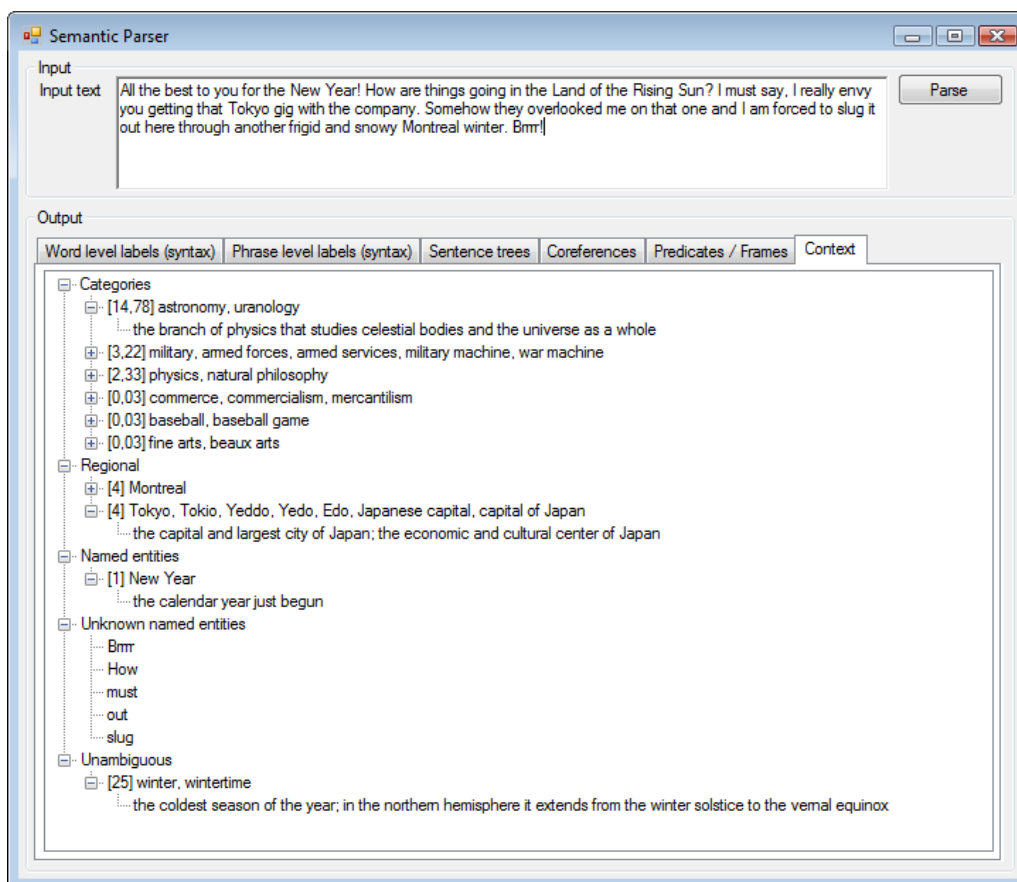 Semantic Parser
Input
Input text
All the best to you for the New Year! How are things going in the Land of the Rising Sun? I must say, I really envy
you getting that Tokyo gig with the company. Somehow they overlooked me on that one and I am forced to slug it
out here through another frigid and snowy Montreal winter. Brrr!
Parse
Output
Word level labels (syntax) Phrase level labels (syntax) Sentence trees Coreferences Predicates / Frames Context
Categories
[14,78] astronomy, uranology
the branch of physics that studies celestial bodies and the universe as a whole
[3,22] military, armed forces, armed services, military machine, war machine
[2,33] physics, natural philosophy
[0,03] commerce, commercialism, mercantilism
[0,03] baseball, baseball game
[0,03] fine arts, beaux arts
Regional
[4] Montreal
[4] Tokyo, Tokio, Yeddo, Yedo, Edo, Japanese capital, capital of Japan
the capital and largest city of Japan; the economic and cultural center of Japan
Named entities
[1] New Year
the calendar year just begun
Unknown named entities
Brrr
How
must
out
slug
Unambiguous
[25] winter, wintertime
the coldest season of the year; in the northern hemisphere it extends from the winter solstice to the vernal equinox